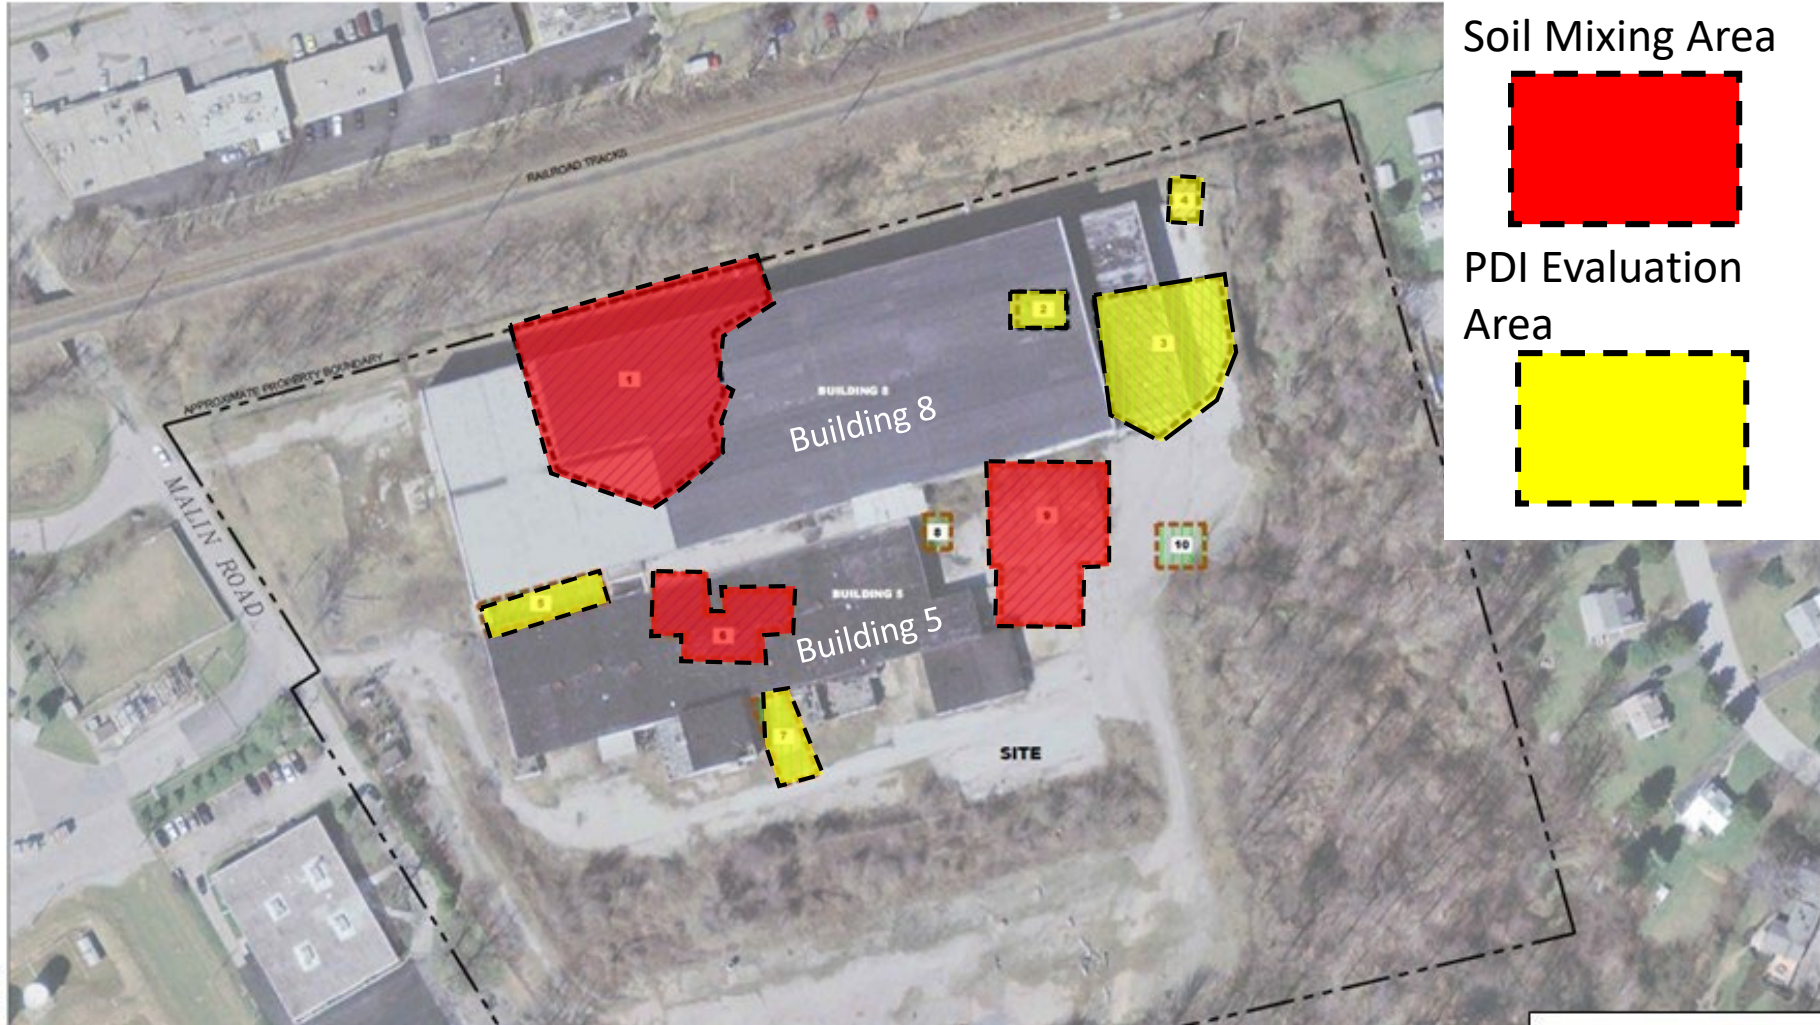 Soil Mixing Area
PDI Evaluation
Area
RAILROAD TRACKS
APPROXIMATE PROPERTY BOUNDARY
MALIN ROAD
4
2
3
1
BUILDING 8
Building 8
9
8
10
5
6
BUILDING 5
Building 5
7
SITE